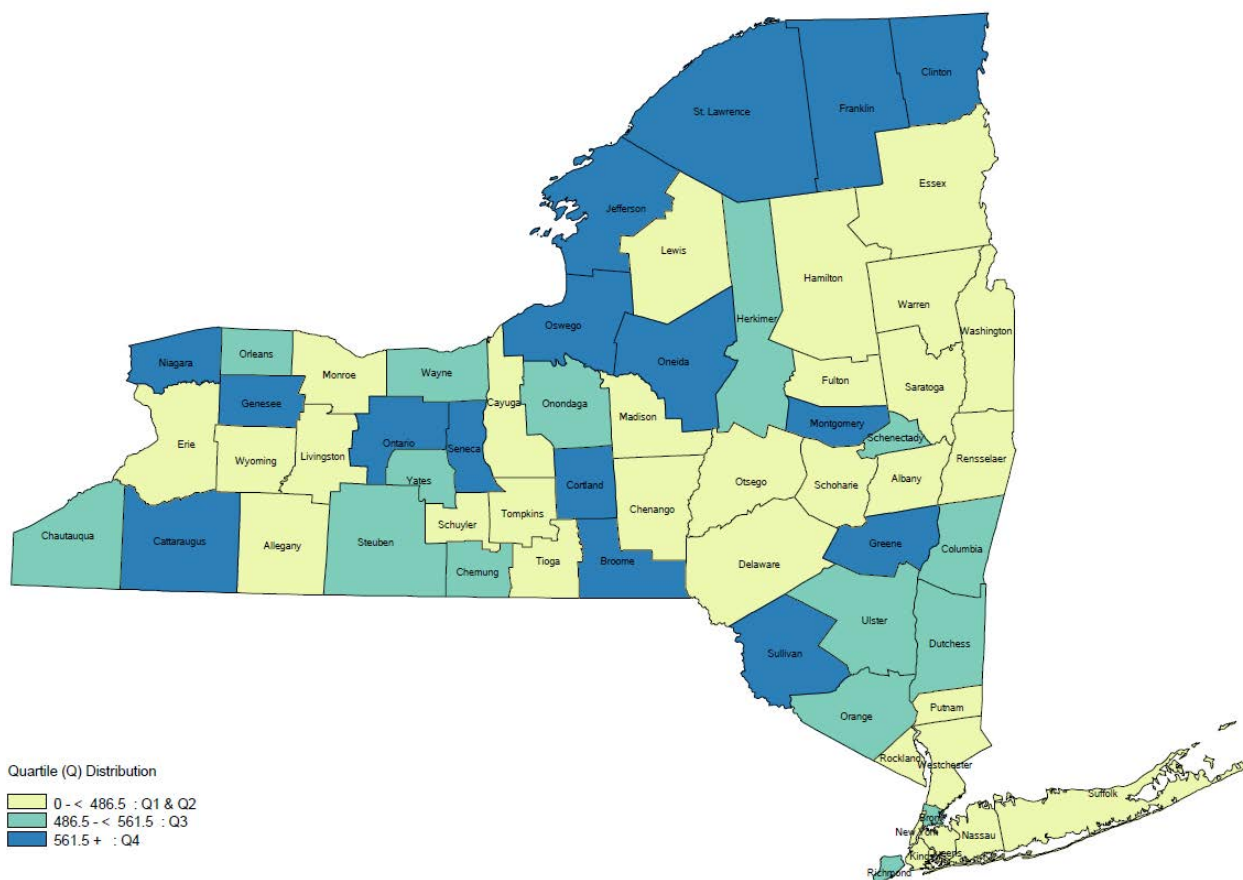 Clinton
St. Lawrence
Franklin
Essex
Jefferson
Lewis
Hamilton
Warren
Herkimer
Washington
Oswego
Oneida
Niagara
Orleans
Wayne
Monroe
Fulton
Saratoga
Genesee
Cayuga
Onondaga
Madison
Montgomery
Schenectady
Erie
Ontario
Seneca
Wyoming
Livingston
Rensselaer
Albany
Yates
Cortland
Otsego
Schoharie
Chenango
Tompkins
Schuyler
Chautauqua
Cattaraugus
Allegany
Steuben
Greene
Columbia
Chemung
Tioga
Broome
Delaware
Ulster
Dutchess
Sullivan
Putnam
Orange
Rockland
Westchester
Quartile (Q) Distribution
0 - < 486.5 : Q1 & Q2
486.5 - < 561.5 : Q3
561.5 + : Q4
Suffolk
Bronx
New York
Nassau
Kings
Queens
Richmond